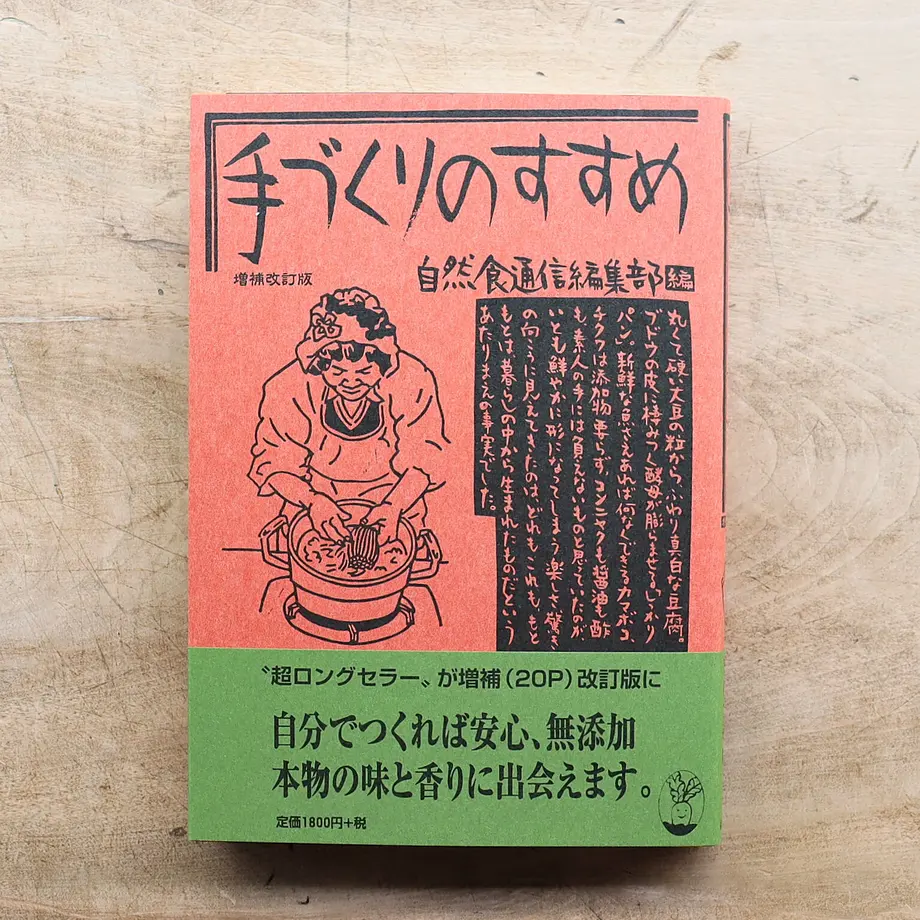 手づくりのすすめ
増補改訂版
自然食通信編集部 編
丸くて硬い大豆の粒から、ふわり真白な豆腐。
ブドウの皮に棲みつく酵母が膨らませてる、うっかり
パン。新鮮な魚さえあれば何なくできるカマボコ
チクワは添加物要らず、コンニャクも醤油も酢
も、素人の手には負えないものと思っていたのが
いとも鮮やかに形になってしまう楽しさ、驚き
の向うに見えてきたのは、どれもこれも、もと
もとは暮らしの中から生まれたものだという
あたりまえの事実でした。
〝超ロングセラー〟が増補(20P)改訂版に
自分でつくれば安心、無添加
本物の味と香りに出会えます。
定価1800円+税